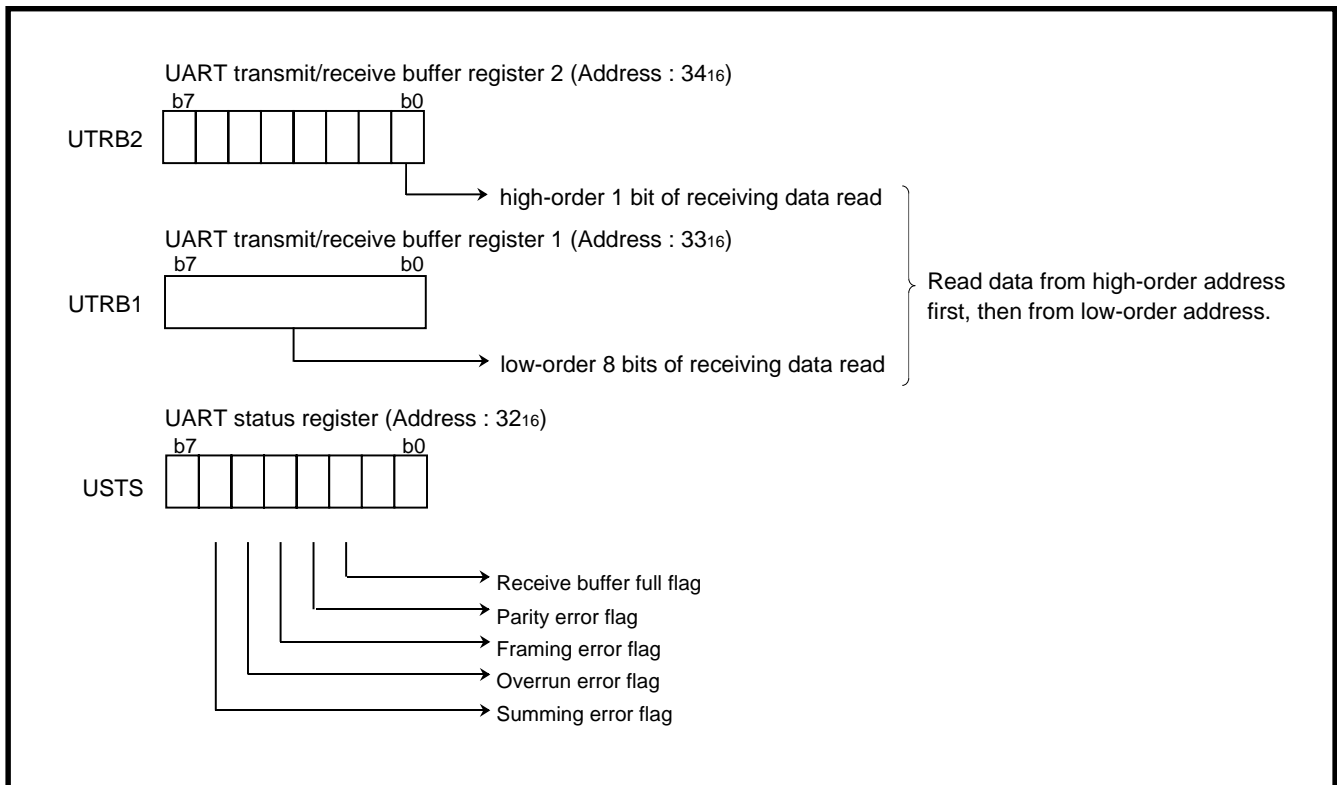 UART transmit/receive buffer register 2 (Address : 3416)
b7 b0
UTRB2
high-order 1 bit of receiving data read
UART transmit/receive buffer register 1 (Address : 3316)
b7 b0
UTRB1
Read data from high-order address
first, then from low-order address.
low-order 8 bits of receiving data read
UART status register (Address : 3216)
b7 b0
USTS
Receive buffer full flag
Parity error flag
Framing error flag
Overrun error flag
Summing error flag